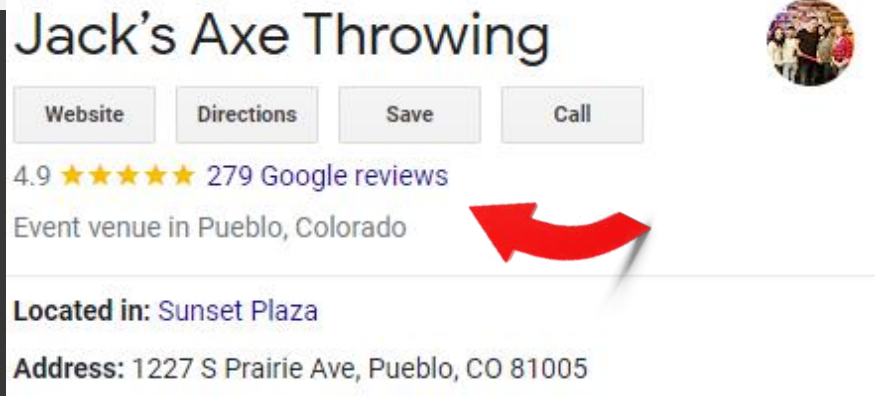 Jack's Axe Throwing
Website Directions Save Call
4.9 ★★★★★ 279 Google reviews
Event venue in Pueblo, Colorado
Located in: Sunset Plaza
Address: 1227 S Prairie Ave, Pueblo, CO 81005